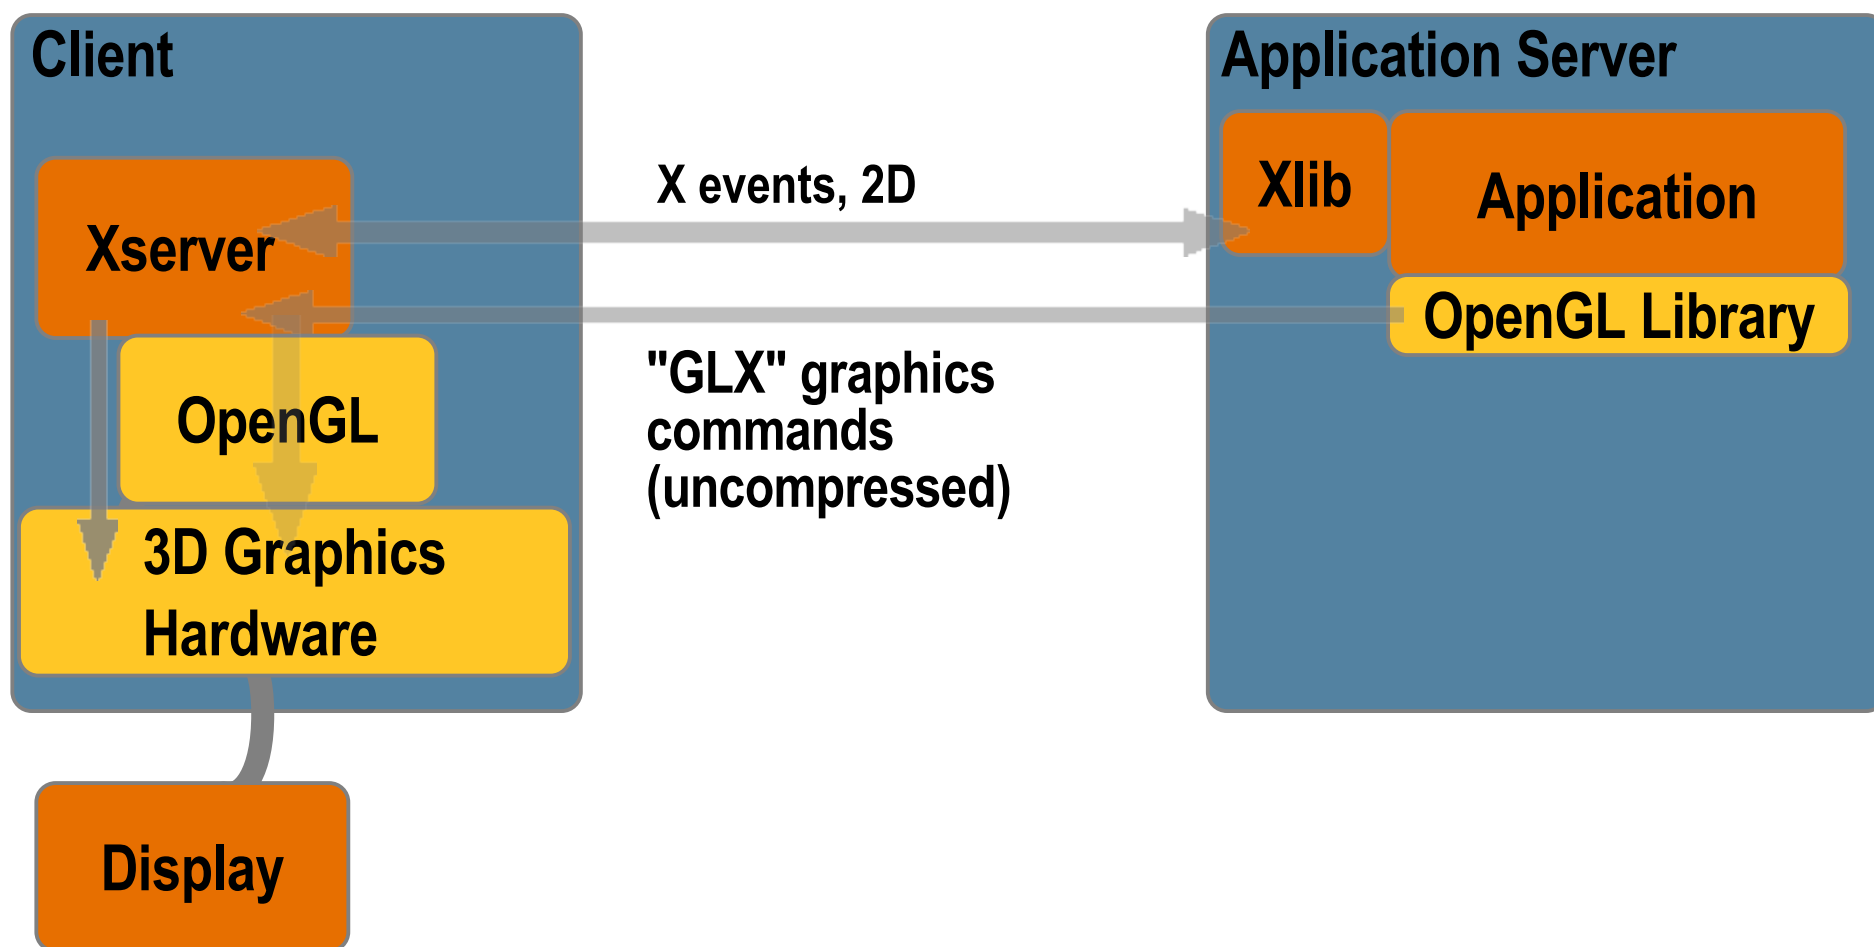 Client
Application Server
X events, 2D
Xlib
Application
Xserver
OpenGL Library
"GLX" graphics
commands
(uncompressed)
OpenGL
3D Graphics
Hardware
Display